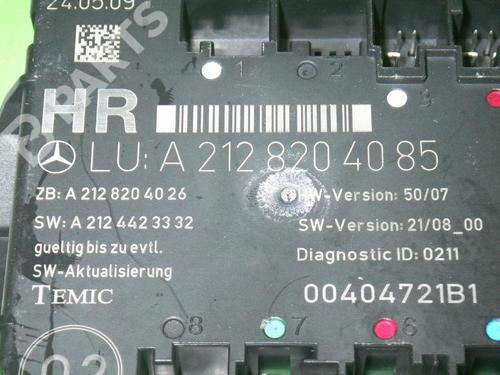 24.05.09
1
2
3
HR
LU: A 212 820 40 85
ZB: A 212 820 40 26
HW-Version: 50/07
SW: A 212 442 33 32
SW-Version: 21/08_00
gueltig bis zu evtl.
Diagnostic ID: 0211
SW-Aktualisierung
TEMIC
00404721B1
8
7
6
02
PARTS